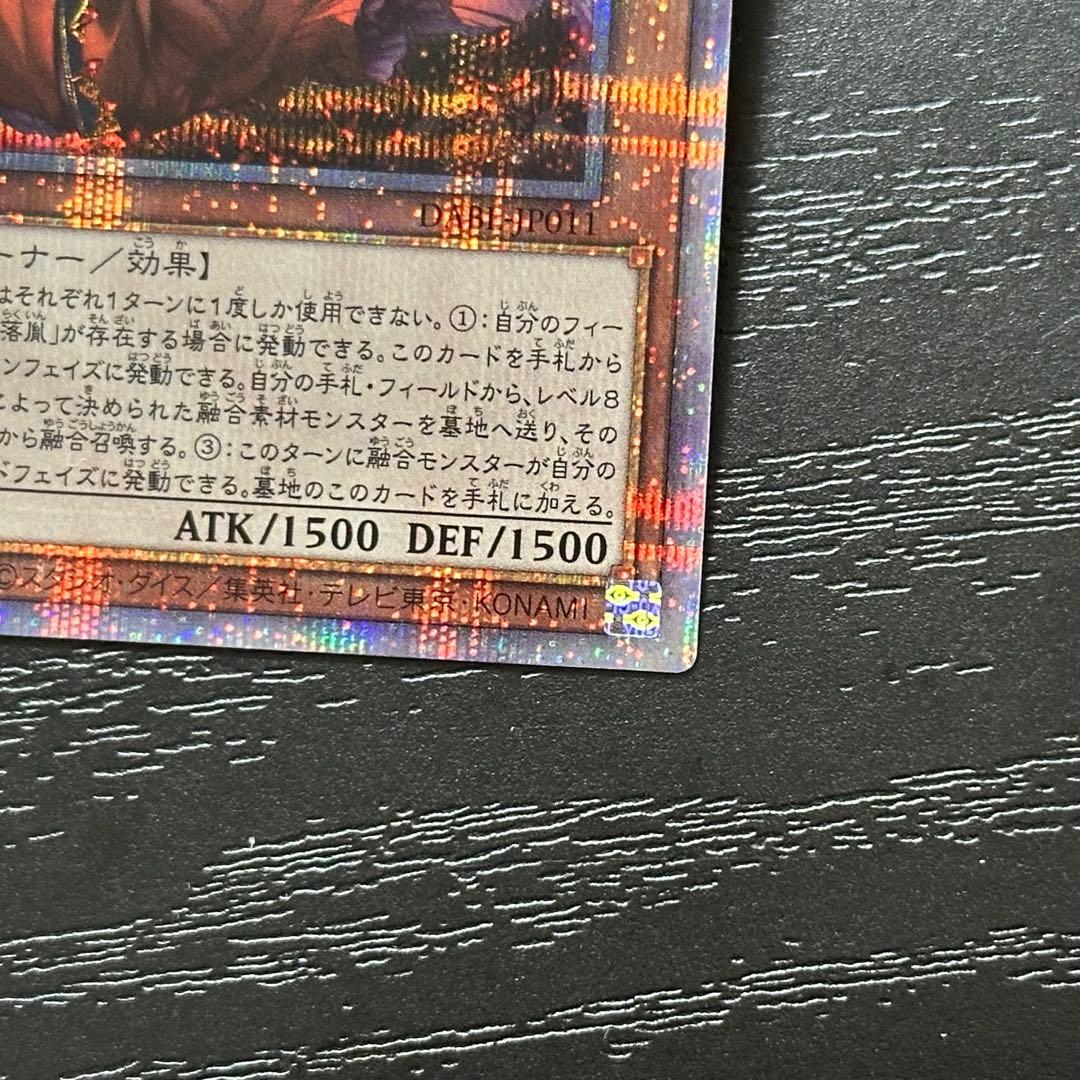 DABL-JP011
ーナー／効果】
はそれぞれ1ターンに1度しか使用できない。①：自分のフィー
落胤」が存在する場合に発動できる。このカードを手札から
ンフェイズに発動できる。自分の手札・フィールドから、レベル8
によって決められた融合素材モンスターを墓地へ送り、その
から融合召喚する。③：このターンに融合モンスターが自分の
ドフェイズに発動できる。墓地のこのカードを手札に加える。
ATK/1500 DEF/1500
©スタジオ・ダイス／集英社・テレビ東京・KONAMI